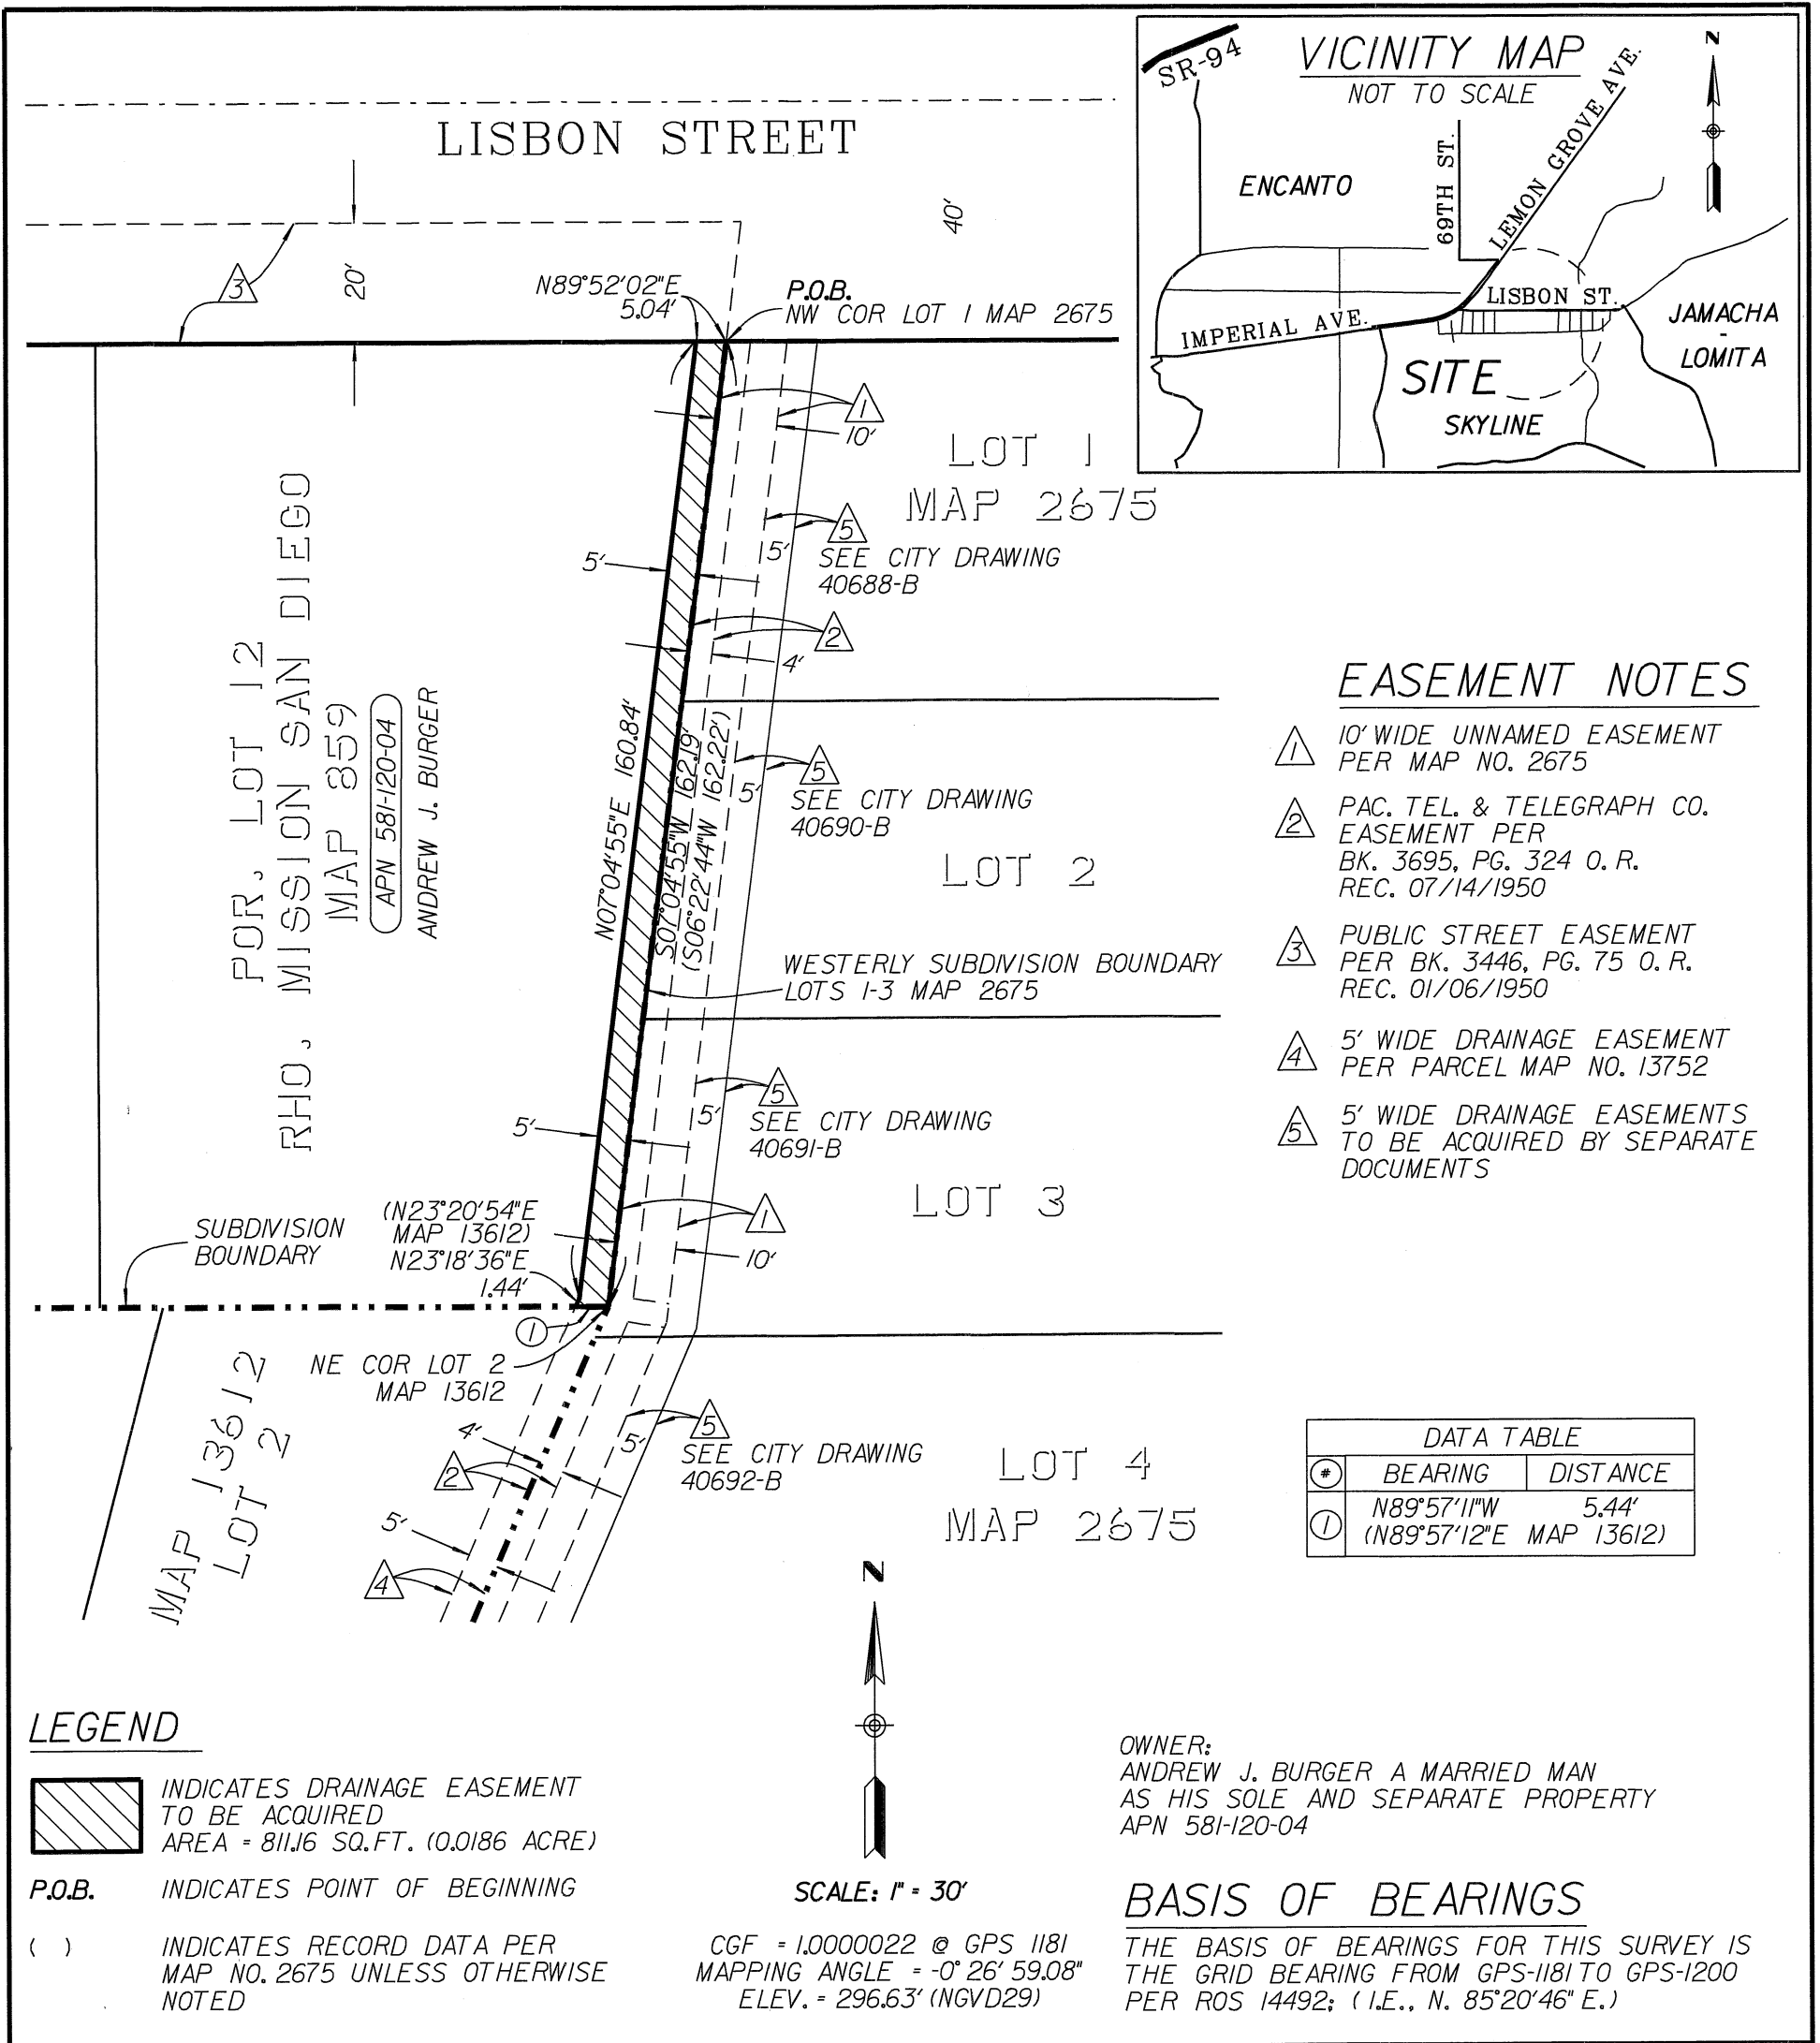 VICINITY MAP
NOT TO SCALE
SR-94
N
69TH ST.
LEMON GROVE AVE.
ENCANTO
LISBON ST.
IMPERIAL AVE.
JAMACHA
-
LOMITA
SITE
SKYLINE
LISBON STREET
20'
40'
3
N89°52'02"E
5.04'
P.O.B.
NW COR LOT 1 MAP 2675
1
10'
LOT 1
MAP 2675
5
5'
SEE CITY DRAWING
40688-B
5'
2
4'
POR. LOT 12
RHO. MISSION SAN DIEGO
MAP 859
APN 581-120-04
ANDREW J. BURGER
N07°04'55"E 160.84'
S07°04'55"W 162.19'
(S06°22'44"W 162.22')
5
5'
SEE CITY DRAWING
40690-B
LOT 2
WESTERLY SUBDIVISION BOUNDARY
LOTS 1-3 MAP 2675
5
5'
SEE CITY DRAWING
40691-B
5'
LOT 3
1
10'
SUBDIVISION
BOUNDARY
(N23°20'54"E
MAP 13612)
N23°18'36"E
1.44'
1
NE COR LOT 2
MAP 13612
MAP 13612
LOT 2
4'
2
5
5'
SEE CITY DRAWING
40692-B
5'
4
LOT 4
MAP 2675
EASEMENT NOTES
1 10' WIDE UNNAMED EASEMENT
PER MAP NO. 2675
2 PAC. TEL. & TELEGRAPH CO.
EASEMENT PER
BK. 3695, PG. 324 O.R.
REC. 07/14/1950
3 PUBLIC STREET EASEMENT
PER BK. 3446, PG. 75 O.R.
REC. 01/06/1950
4 5' WIDE DRAINAGE EASEMENT
PER PARCEL MAP NO. 13752
5 5' WIDE DRAINAGE EASEMENTS
TO BE ACQUIRED BY SEPARATE
DOCUMENTS
DATA TABLE
# BEARING DISTANCE
1 N89°57'11"W 5.44'
(N89°57'12"E MAP 13612)
N
LEGEND
INDICATES DRAINAGE EASEMENT
TO BE ACQUIRED
AREA = 811.16 SQ.FT. (0.0186 ACRE)
P.O.B. INDICATES POINT OF BEGINNING
( ) INDICATES RECORD DATA PER
MAP NO. 2675 UNLESS OTHERWISE
NOTED
SCALE: 1" = 30'
CGF = 1.0000022 @ GPS 1181
MAPPING ANGLE = -0° 26' 59.08"
ELEV. = 296.63' (NGVD29)
OWNER:
ANDREW J. BURGER A MARRIED MAN
AS HIS SOLE AND SEPARATE PROPERTY
APN 581-120-04
BASIS OF BEARINGS
THE BASIS OF BEARINGS FOR THIS SURVEY IS
THE GRID BEARING FROM GPS-1181 TO GPS-1200
PER ROS 14492; (I.E., N. 85°20'46" E.)